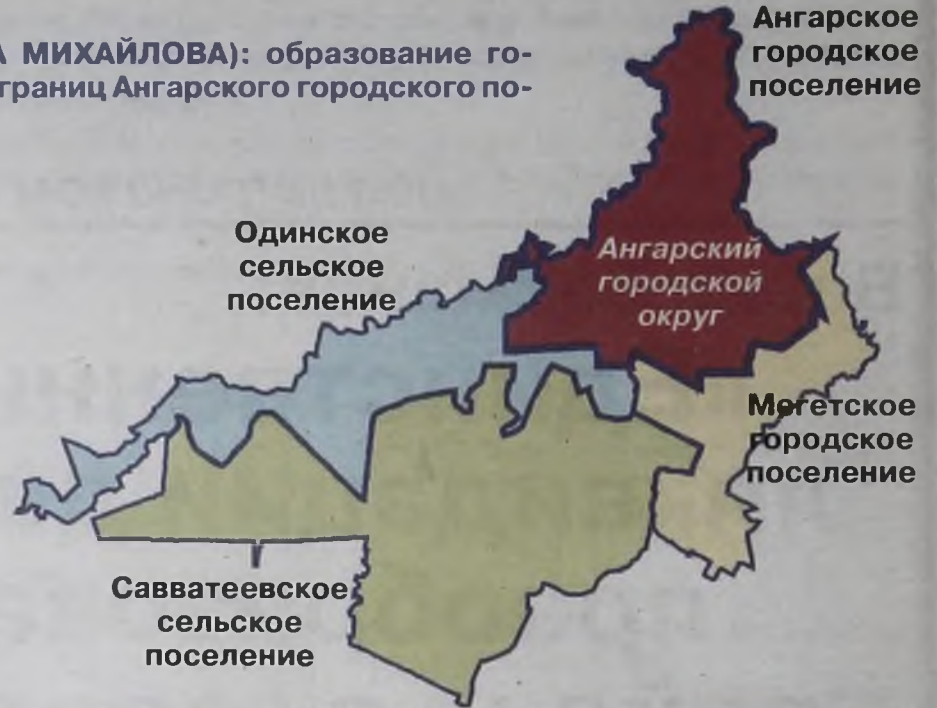 А МИХАЙЛОВА): образование го-
границ Ангарского городского по-
Ангарское
городское
поселение
Одинское
сельское
поселение
Ангарский
городской
округ
Мегетское
городское
поселение
Савватеевское
сельское
поселение